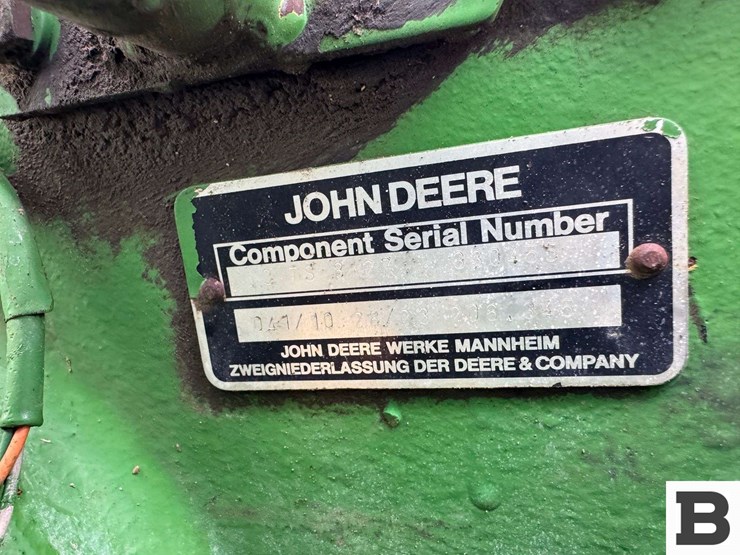 JOHN DEERE
Component Serial Number
JOHN DEERE WERKE MANNHEIM
ZWEIGNIEDERLASSUNG DER DEERE & COMPANY
B